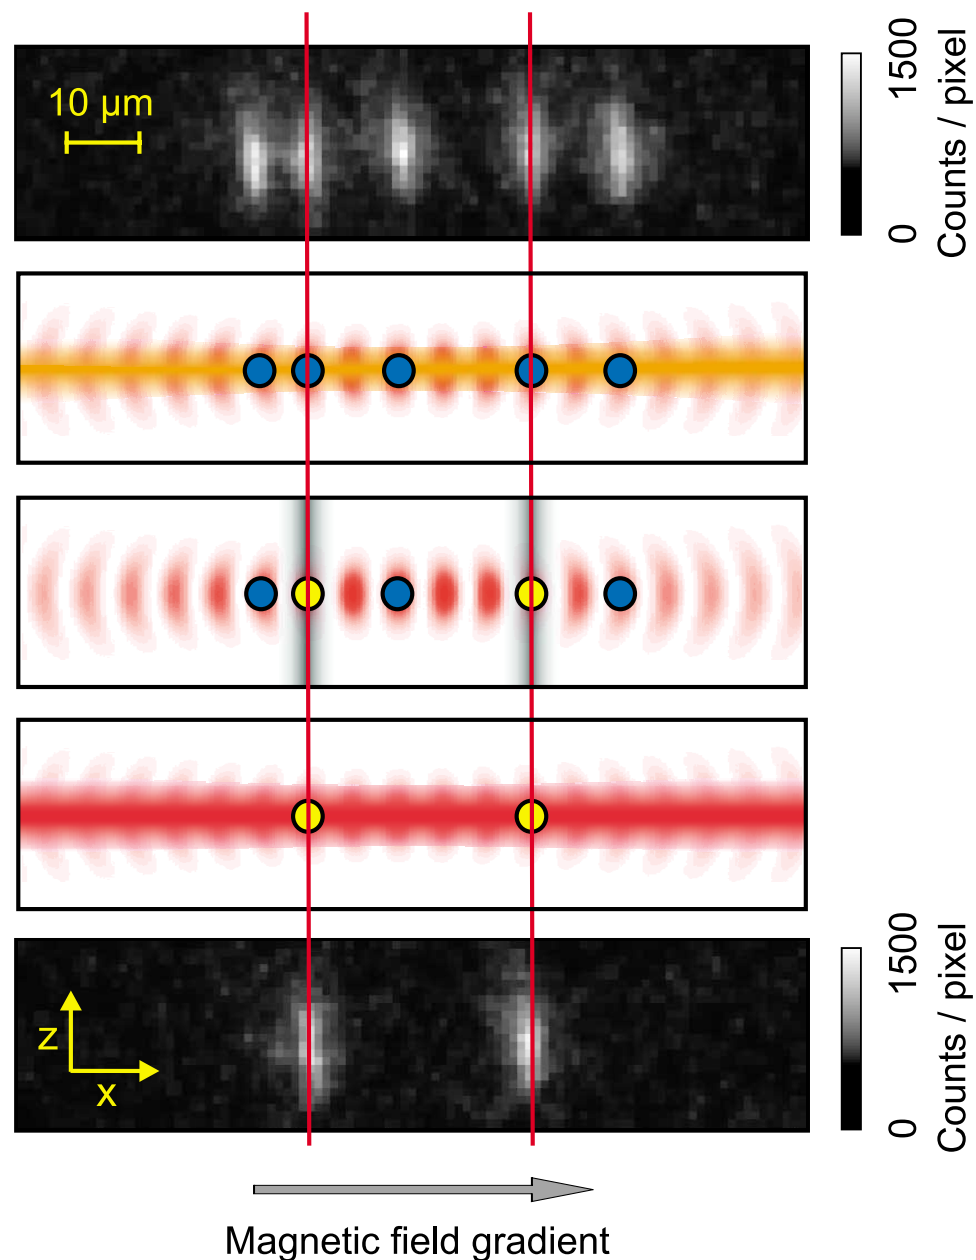 10 μm
1500
0
Counts / pixel
z
x
1500
0
Counts / pixel
Magnetic field gradient